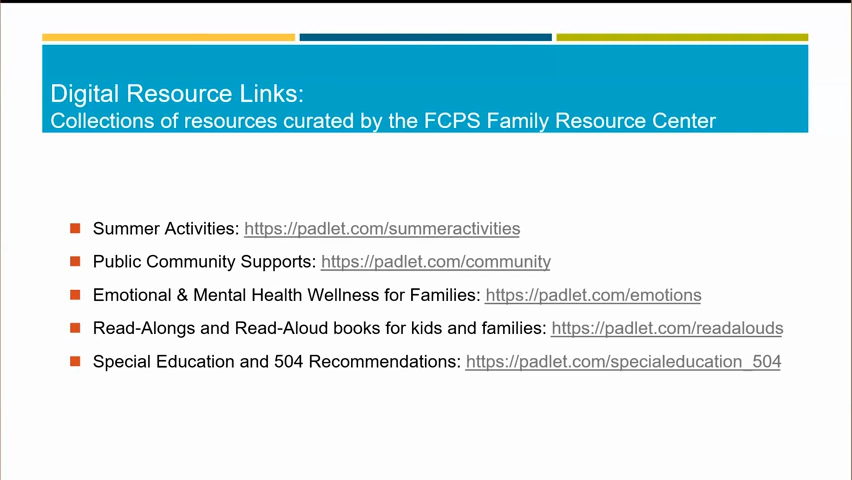 Digital Resource Links:
Collections of resources curated by the FCPS Family Resource Center
Summer Activities: https://padlet.com/summeractivities
Public Community Supports: https://padlet.com/community
Emotional & Mental Health Wellness for Families: https://padlet.com/emotions
Read-Alongs and Read-Aloud books for kids and families: https://padlet.com/readalouds
Special Education and 504 Recommendations: https://padlet.com/specialeducation_504